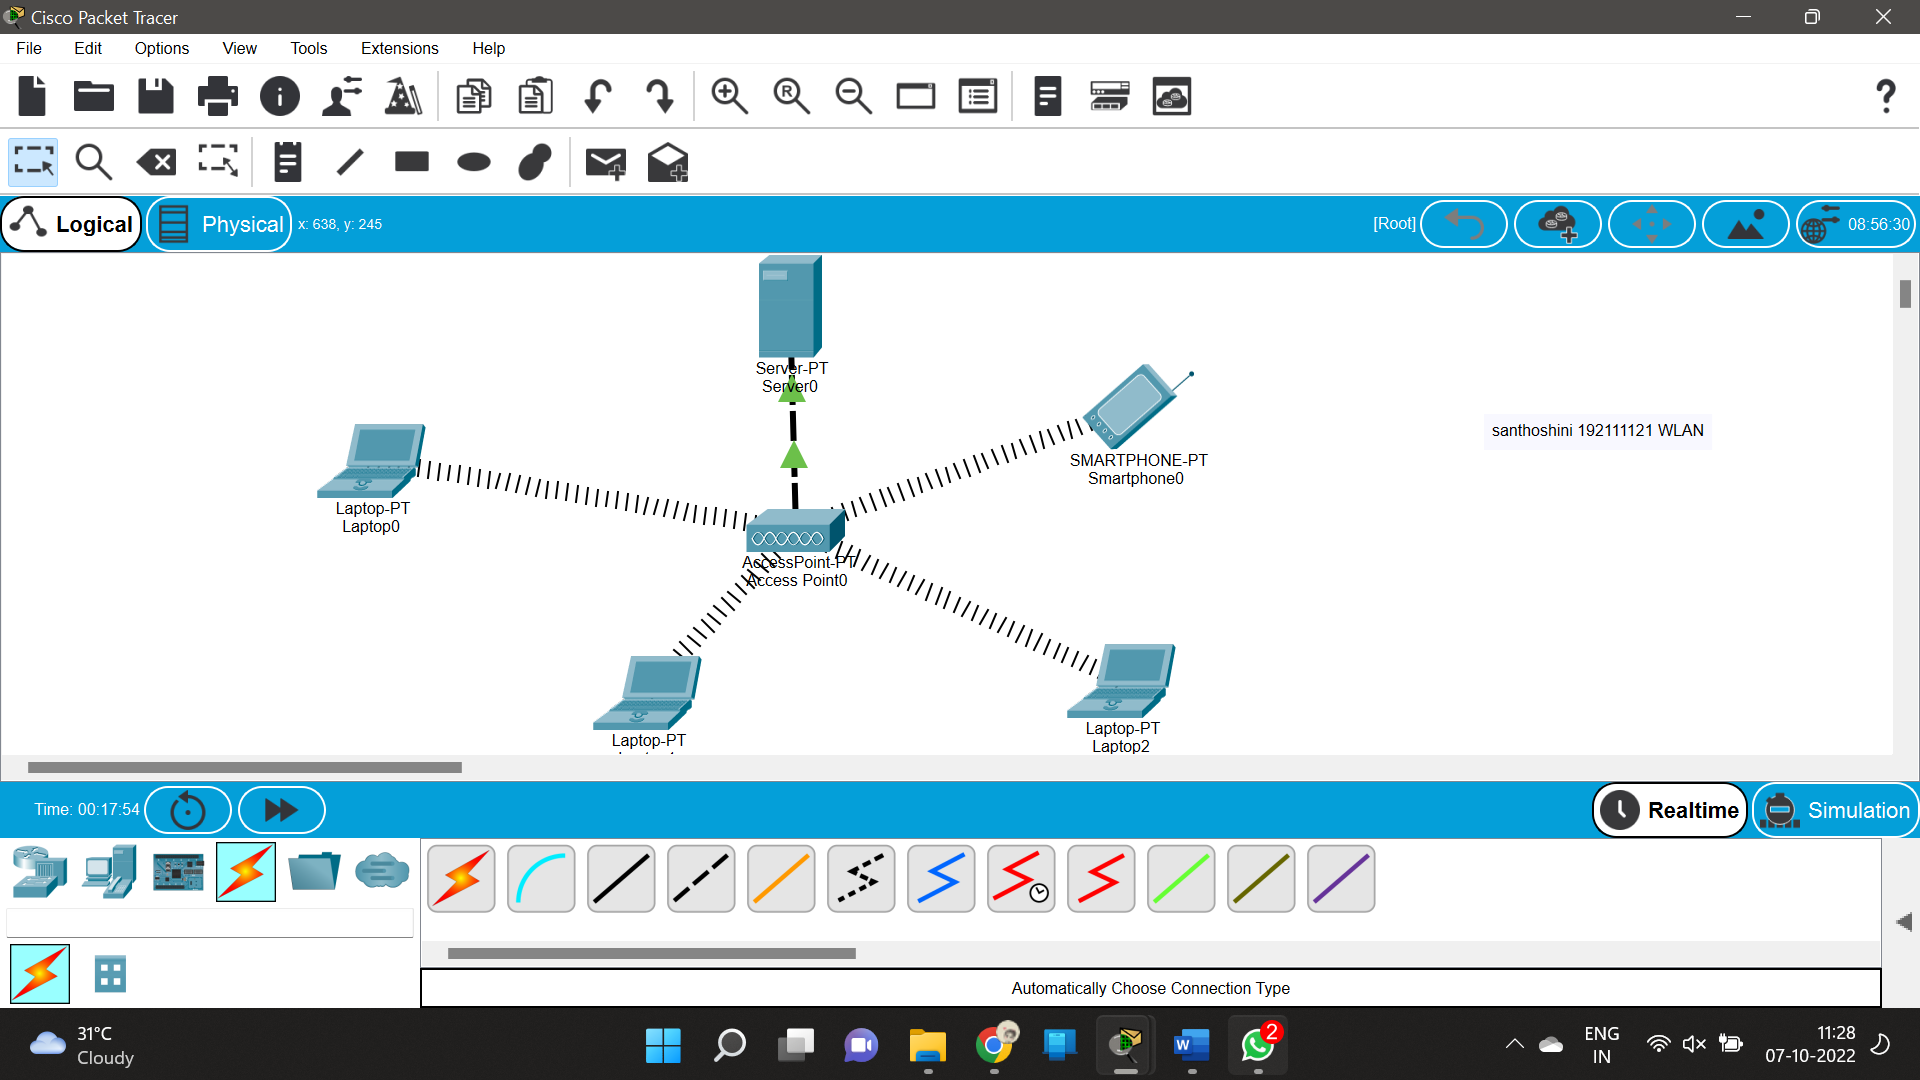 Cisco Packet Tracer
File Edit Options View Tools Extensions Help
Logical Physical x: 638, y: 245 [Root] 08:56:30
Server-PT
Server0
SMARTPHONE-PT
Smartphone0
santhoshini 192111121 WLAN
Laptop-PT
Laptop0
AccessPoint-PT
Access Point0
Laptop-PT
Laptop-PT
Laptop2
Time: 00:17:54 Realtime Simulation
Automatically Choose Connection Type
31°C
Cloudy
2
ENG
IN
11:28
07-10-2022